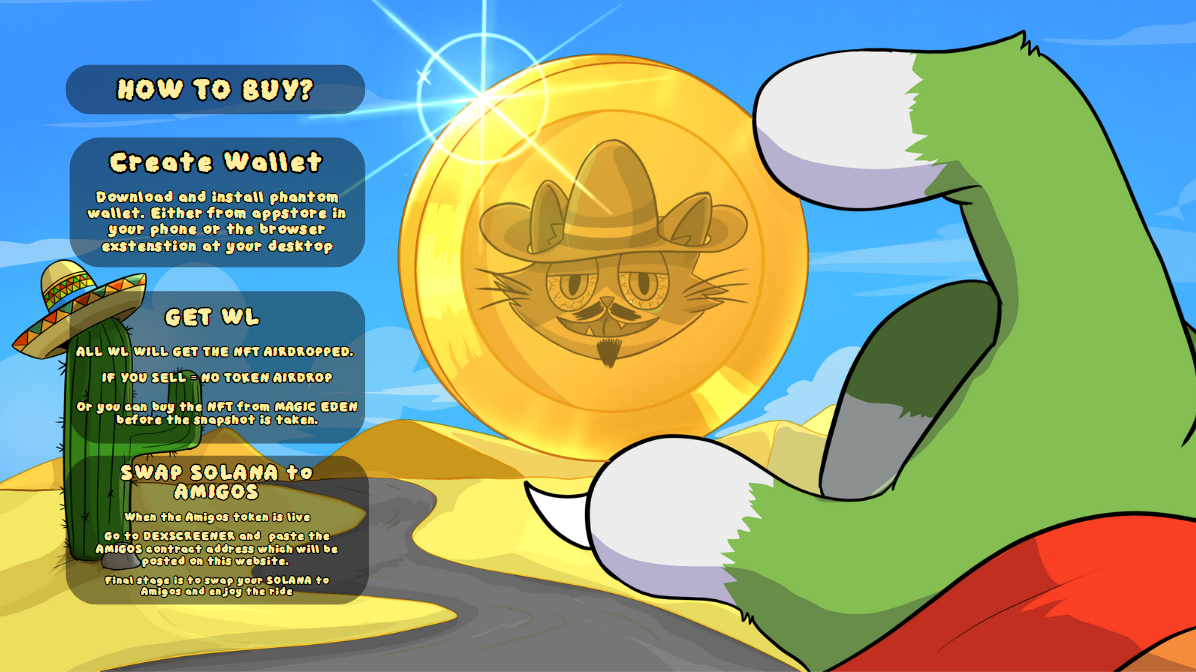 HOW TO BUY?
Create Wallet
Download and install phantom
wallet. Either from appstore in
your phone or the browser
exstenstion at your desktop
GET WL
ALL WL WILL GET THE NFT AIRDROPPED.
IF YOU SELL = NO TOKEN AIRDROP
Or you can buy the NFT from MAGIC EDEN
before the snapshot is taken.
SWAP SOLANA to
AMIGOS
When the Amigos token is live
Go to DEXSCREENER and paste the
AMIGOS contract address which will be
posted on this website.
Final stage is to swap your SOLANA to
Amigos and enjoy the ride